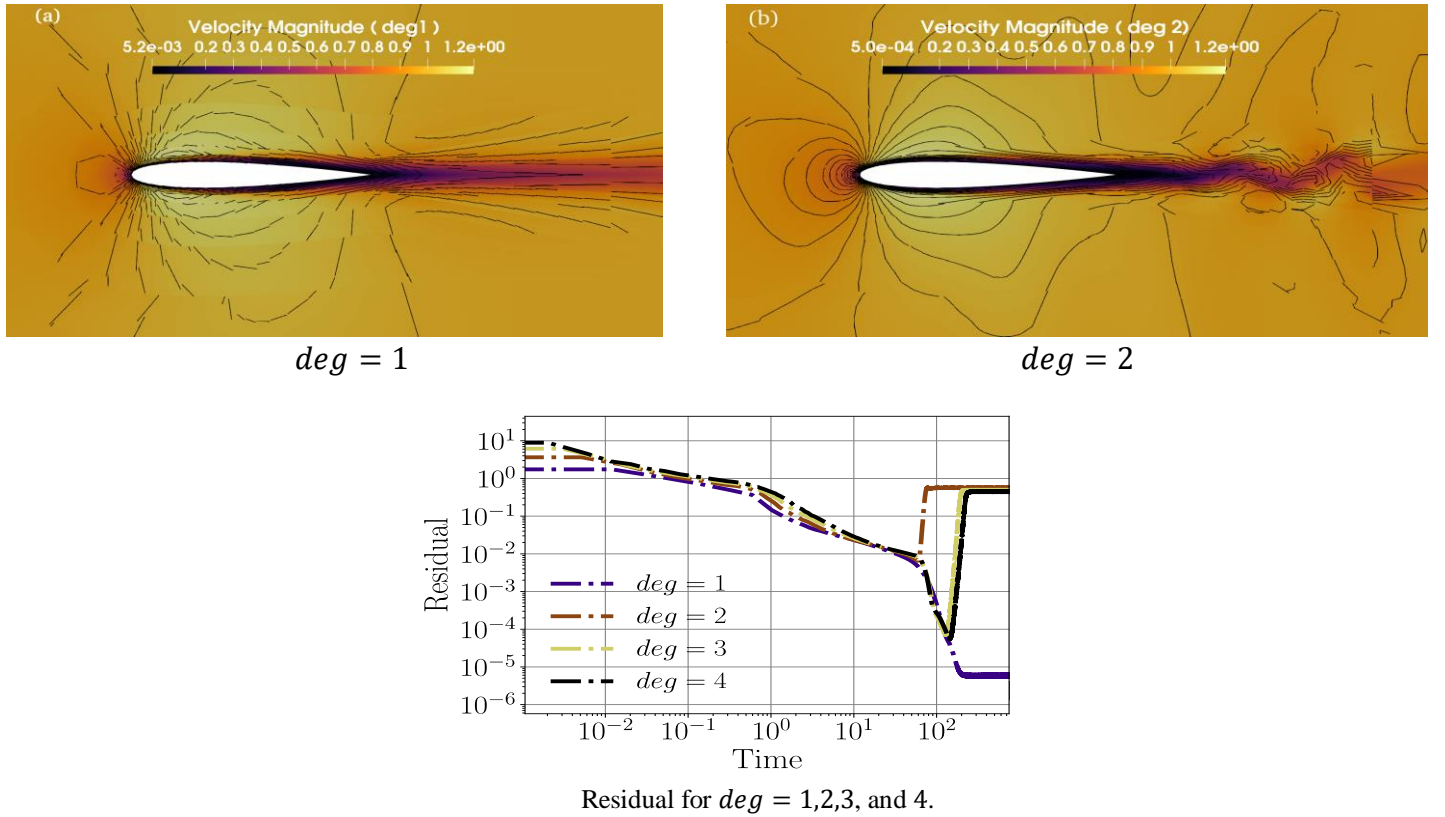 (a)
Velocity Magnitude ( deg1 )
5.2e-03 0.2 0.3 0.4 0.5 0.6 0.7 0.8 0.9 1 1.2e+00
deg = 1
(b)
Velocity Magnitude ( deg 2)
5.0e-04 0.2 0.3 0.4 0.5 0.6 0.7 0.8 0.9 1 1.2e+00
deg = 2
Residual
10^1
10^0
10^-1
10^-2
10^-3
10^-4
10^-5
10^-6
deg = 1
deg = 2
deg = 3
deg = 4
10^-2 10^-1 10^0 10^1 10^2
Time
Residual for deg = 1,2,3, and 4.